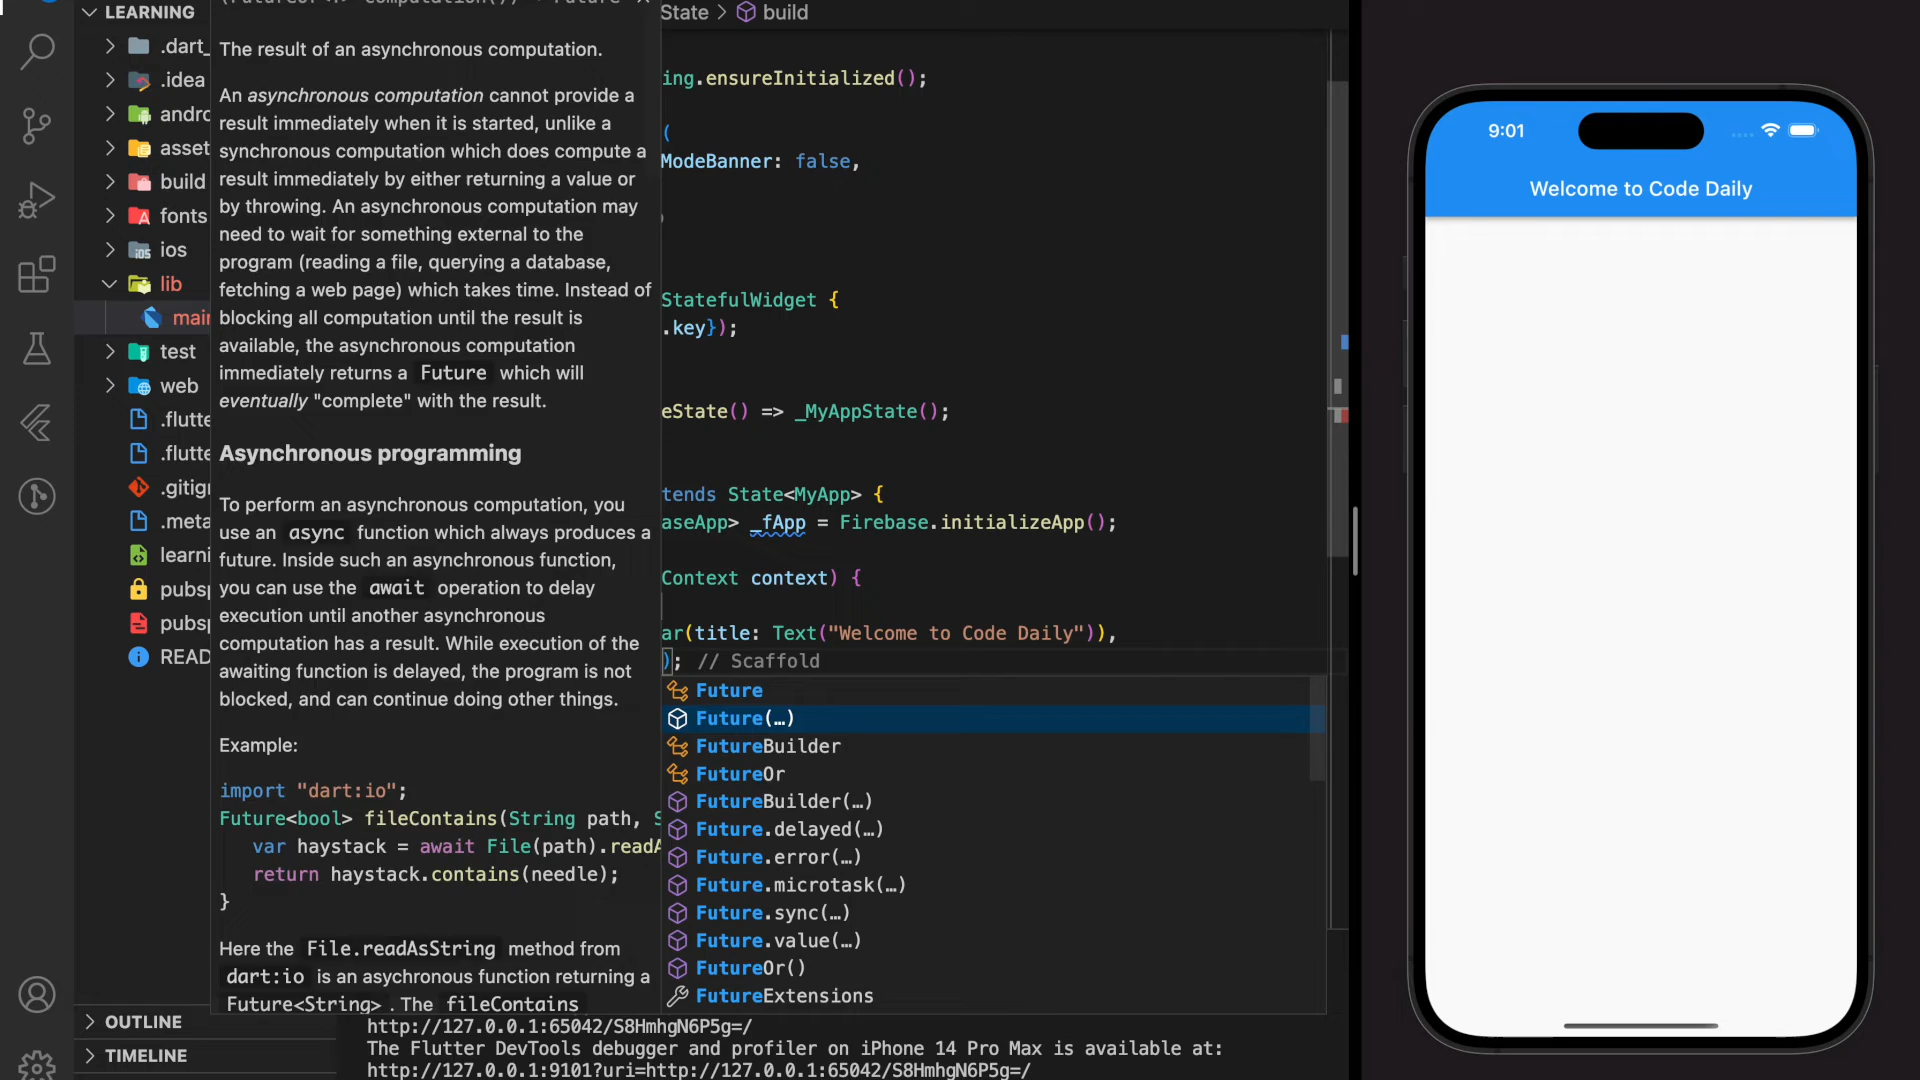 LEARNING
.dart_
.idea
andro
asset
build
fonts
ios
lib
main
test
web
.flutte
.flutte
.gitig
.meta
learni
pubsp
pubsp
READ
OUTLINE
TIMELINE
The result of an asynchronous computation.
An asynchronous computation cannot provide a
result immediately when it is started, unlike a
synchronous computation which does compute a
result immediately by either returning a value or
by throwing. An asynchronous computation may
need to wait for something external to the
program (reading a file, querying a database,
fetching a web page) which takes time. Instead of
blocking all computation until the result is
available, the asynchronous computation
immediately returns a Future which will
eventually "complete" with the result.
Asynchronous programming
To perform an asynchronous computation, you
use an async function which always produces a
future. Inside such an asynchronous function,
you can use the await operation to delay
execution until another asynchronous
computation has a result. While execution of the
awaiting function is delayed, the program is not
blocked, and can continue doing other things.
Example:
import "dart:io";
Future<bool> fileContains(String path, S
var haystack = await File(path).readA
return haystack.contains(needle);
}
Here the File.readAsString method from
dart:io is an asychronous function returning a
Future<String> . The fileContains
State > build
ing.ensureInitialized();
(
ModeBanner: false,
StatefulWidget {
.key});
eState() => _MyAppState();
tends State<MyApp> {
aseApp> _fApp = Firebase.initializeApp();
Context context) {
ar(title: Text("Welcome to Code Daily")),
); // Scaffold
Future
Future(…)
FutureBuilder
FutureOr
FutureBuilder(…)
Future.delayed(…)
Future.error(…)
Future.microtask(…)
Future.sync(…)
Future.value(…)
FutureOr()
FutureExtensions
http://127.0.0.1:65042/S8HmhgN6P5g=/
The Flutter DevTools debugger and profiler on iPhone 14 Pro Max is available at:
http://127.0.0.1:9101?uri=http://127.0.0.1:65042/S8HmhgN6P5g=/
9:01
Welcome to Code Daily